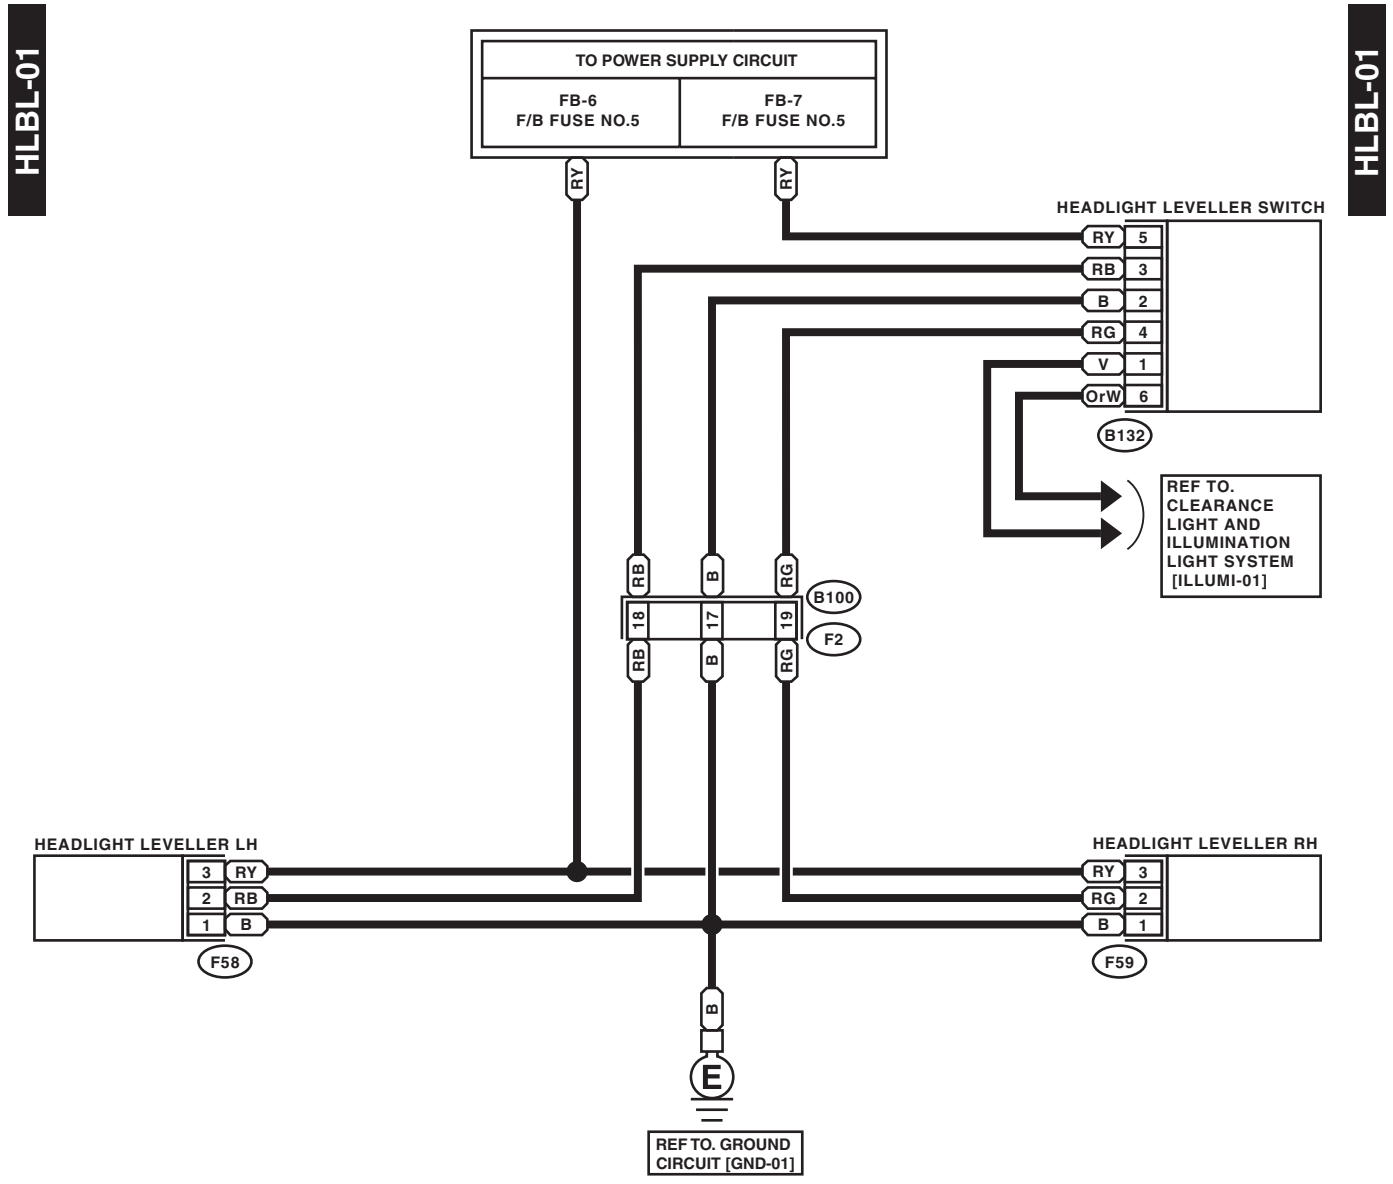 HLBL-01
HLBL-01
TO POWER SUPPLY CIRCUIT
FB-6
F/B FUSE NO.5
FB-7
F/B FUSE NO.5
RY
RY
HEADLIGHT LEVELLER SWITCH
RY 5
RB 3
B 2
RG 4
V 1
OrW 6
B132
REF TO.
CLEARANCE
LIGHT AND
ILLUMINATION
LIGHT SYSTEM
[ILLUMI-01]
RB
B
RG
B100
18
17
19
F2
RB
B
RG
HEADLIGHT LEVELLER LH
3 RY
2 RB
1 B
F58
HEADLIGHT LEVELLER RH
RY 3
RG 2
B 1
F59
B
E
REF TO. GROUND
CIRCUIT [GND-01]